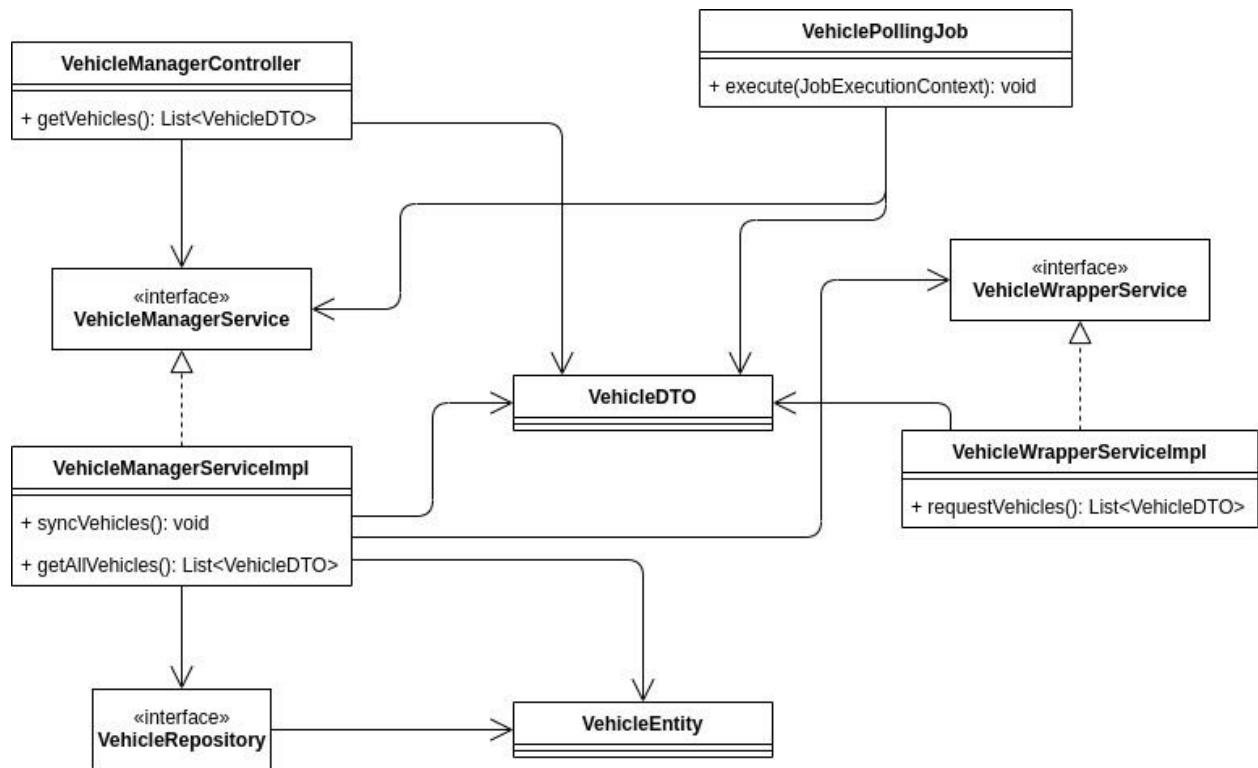 VehiclePollingJob
+ execute(JobExecutionContext): void
VehicleManagerController
+ getVehicles(): List<VehicleDTO>
«interface»
VehicleManagerService
«interface»
VehicleWrapperService
VehicleDTO
VehicleManagerServiceImpl
+ syncVehicles(): void
+ getAllVehicles(): List<VehicleDTO>
VehicleWrapperServiceImpl
+ requestVehicles(): List<VehicleDTO>
«interface»
VehicleRepository
VehicleEntity